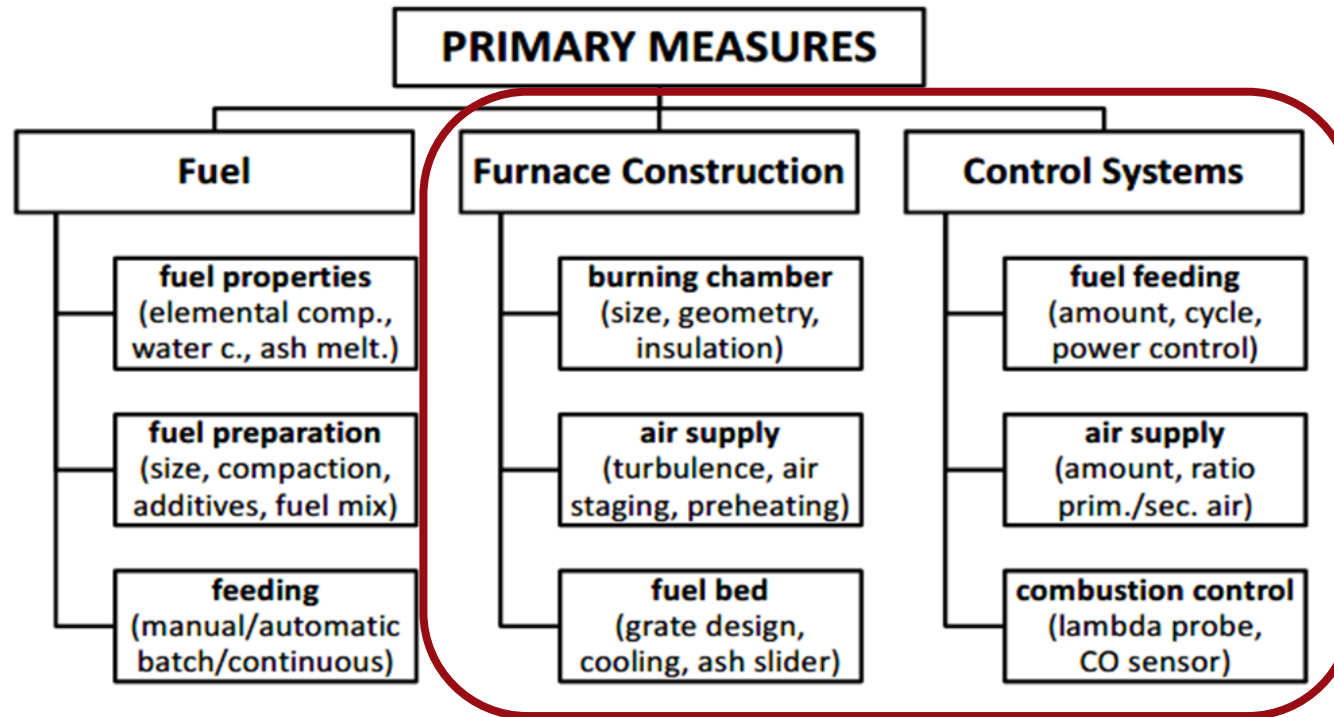 PRIMARY MEASURES
Fuel
fuel properties
(elemental comp.,
water c., ash melt.)
fuel preparation
(size, compaction,
additives, fuel mix)
feeding
(manual/automatic
batch/continuous)
Furnace Construction
burning chamber
(size, geometry,
insulation)
air supply
(turbulence, air
staging, preheating)
fuel bed
(grate design,
cooling, ash slider)
Control Systems
fuel feeding
(amount, cycle,
power control)
air supply
(amount, ratio
prim./sec. air)
combustion control
(lambda probe,
CO sensor)